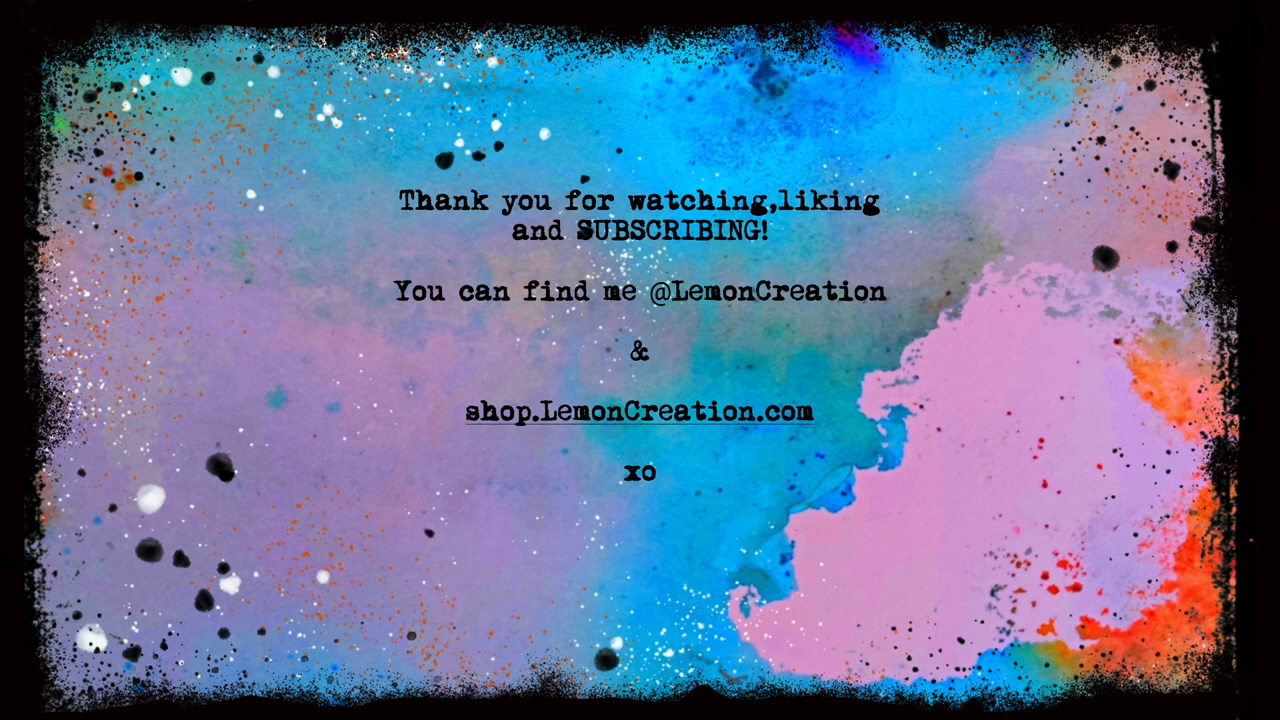 Thank you for watching,liking
and SUBSCRIBING!
You can find me @LemonCreation
&
shop.LemonCreation.com
xo